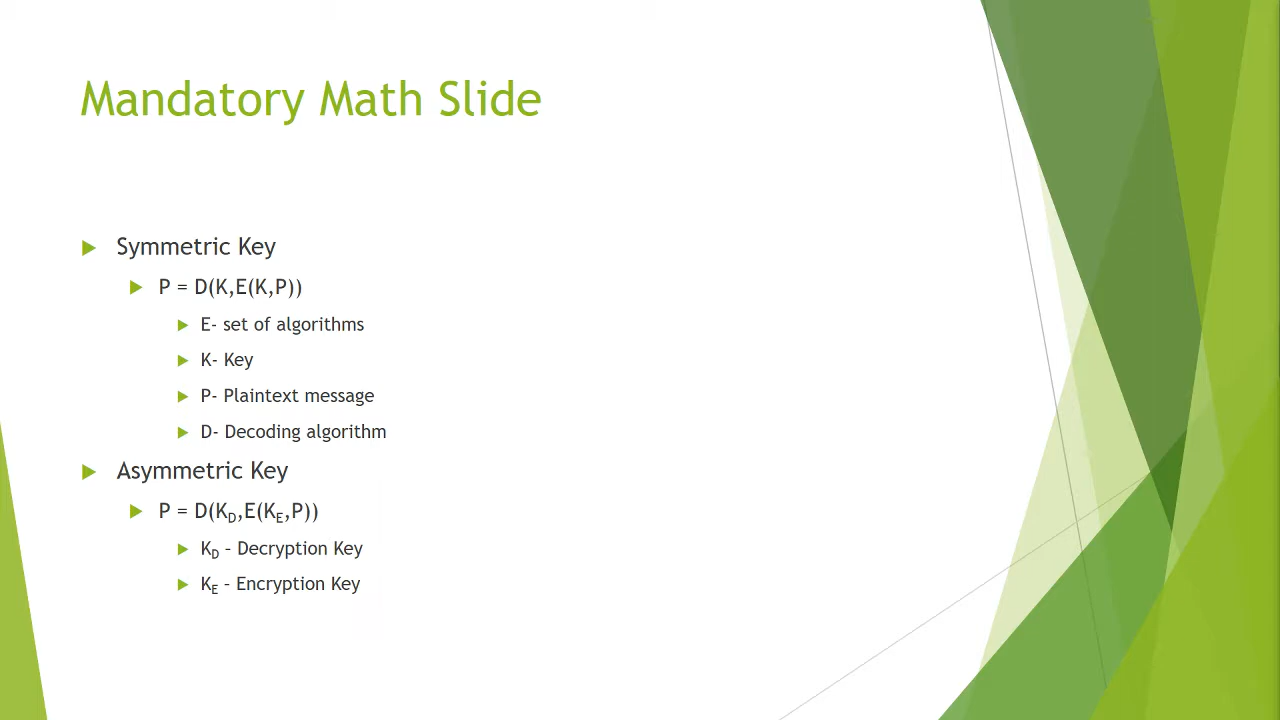 Mandatory Math Slide
Symmetric Key
P = D(K,E(K,P))
E- set of algorithms
K- Key
P- Plaintext message
D- Decoding algorithm
Asymmetric Key
P = D(K_D,E(K_E,P))
K_D – Decryption Key
K_E – Encryption Key